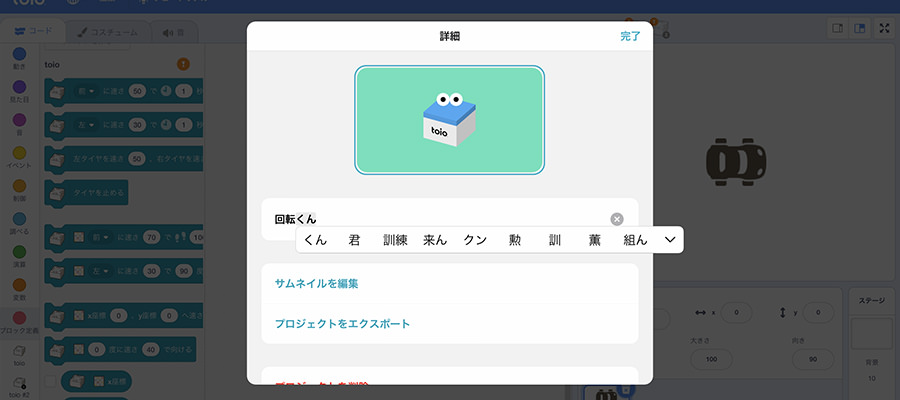 toio
コード
コスチューム
音
詳細
完了
toio
toio
回転くん
くん 君 訓練 来ん クン 勲 訓 薫 組ん
サムネイルを編集
プロジェクトをエクスポート
プロジェクトを削除
動き
見た目
音
イベント
制御
調べる
演算
変数
ブロック定義
toio
toio #2
前 に速さ 50 で 1 秒
左 に速さ 30 で 1 秒
左タイヤを速さ 50 、右タイヤを速さ
タイヤを止める
前 に速さ 70 で 100
左 に速さ 30 で 90 度
x座標 0 、y座標 0 へ速さ
0 度に速さ 40 で向ける
x座標
x 0
y 0
大きさ
向き
100
90
ステージ
背景
10